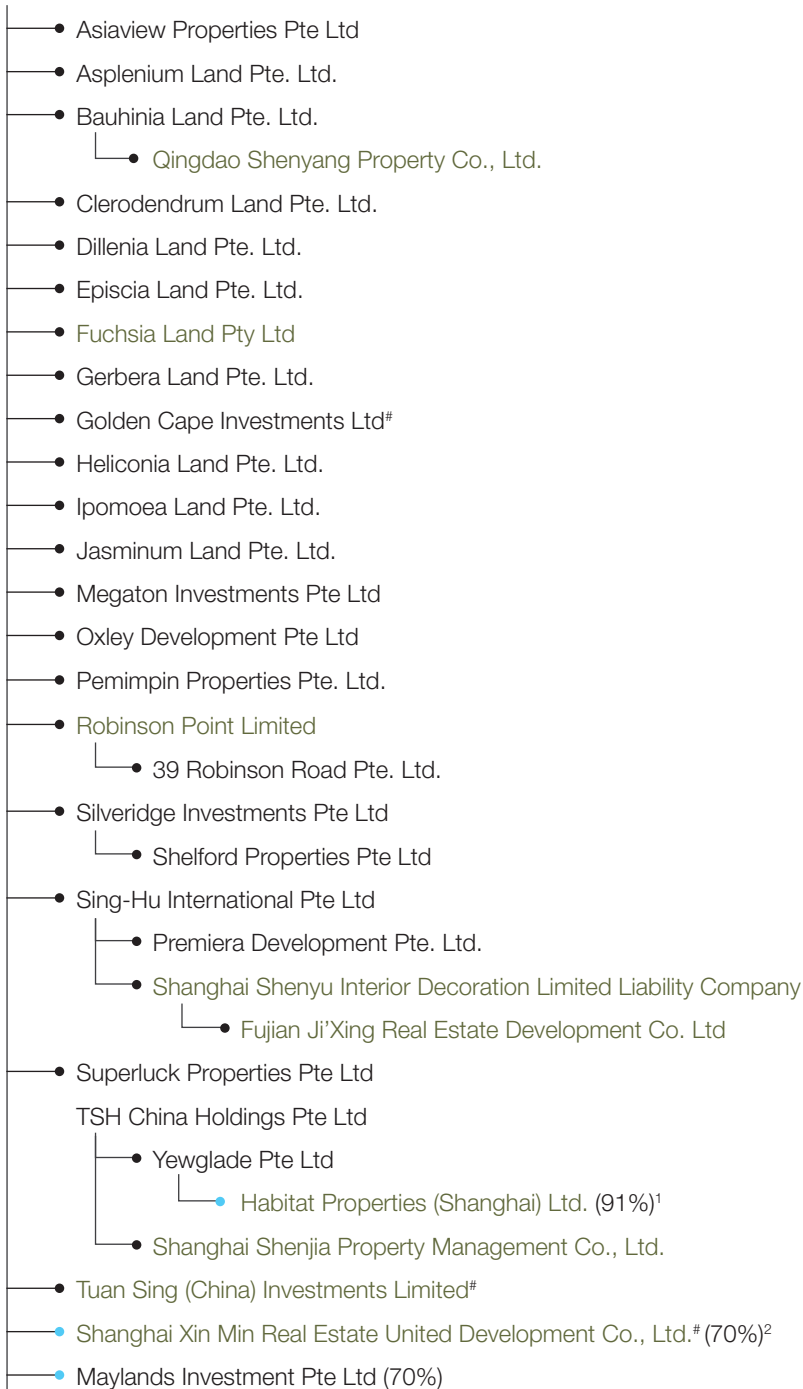 Asiaview Properties Pte Ltd
Asplenium Land Pte. Ltd.
Bauhinia Land Pte. Ltd.
Qingdao Shenyang Property Co., Ltd.
Clerodendrum Land Pte. Ltd.
Dillenia Land Pte. Ltd.
Episcia Land Pte. Ltd.
Fuchsia Land Pty Ltd
Gerbera Land Pte. Ltd.
Golden Cape Investments Ltd#
Heliconia Land Pte. Ltd.
Ipomoea Land Pte. Ltd.
Jasminum Land Pte. Ltd.
Megaton Investments Pte Ltd
Oxley Development Pte Ltd
Pemimpin Properties Pte. Ltd.
Robinson Point Limited
39 Robinson Road Pte. Ltd.
Silveridge Investments Pte Ltd
Shelford Properties Pte Ltd
Sing-Hu International Pte Ltd
Premiera Development Pte. Ltd.
Shanghai Shenyu Interior Decoration Limited Liability Company
Fujian Ji’Xing Real Estate Development Co. Ltd
Superluck Properties Pte Ltd
TSH China Holdings Pte Ltd
Yewglade Pte Ltd
Habitat Properties (Shanghai) Ltd. (91%)¹
Shanghai Shenjia Property Management Co., Ltd.
Tuan Sing (China) Investments Limited#
Shanghai Xin Min Real Estate United Development Co., Ltd.# (70%)²
Maylands Investment Pte Ltd (70%)